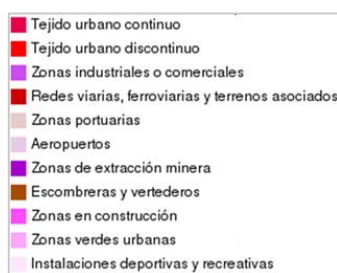 Tejido urbano continuo
Tejido urbano discontinuo
Zonas industriales o comerciales
Redes viarias, ferroviarias y terrenos asociados
Zonas portuarias
Aeropuertos
Zonas de extracción minera
Escombreras y vertederos
Zonas en construcción
Zonas verdes urbanas
Instalaciones deportivas y recreativas